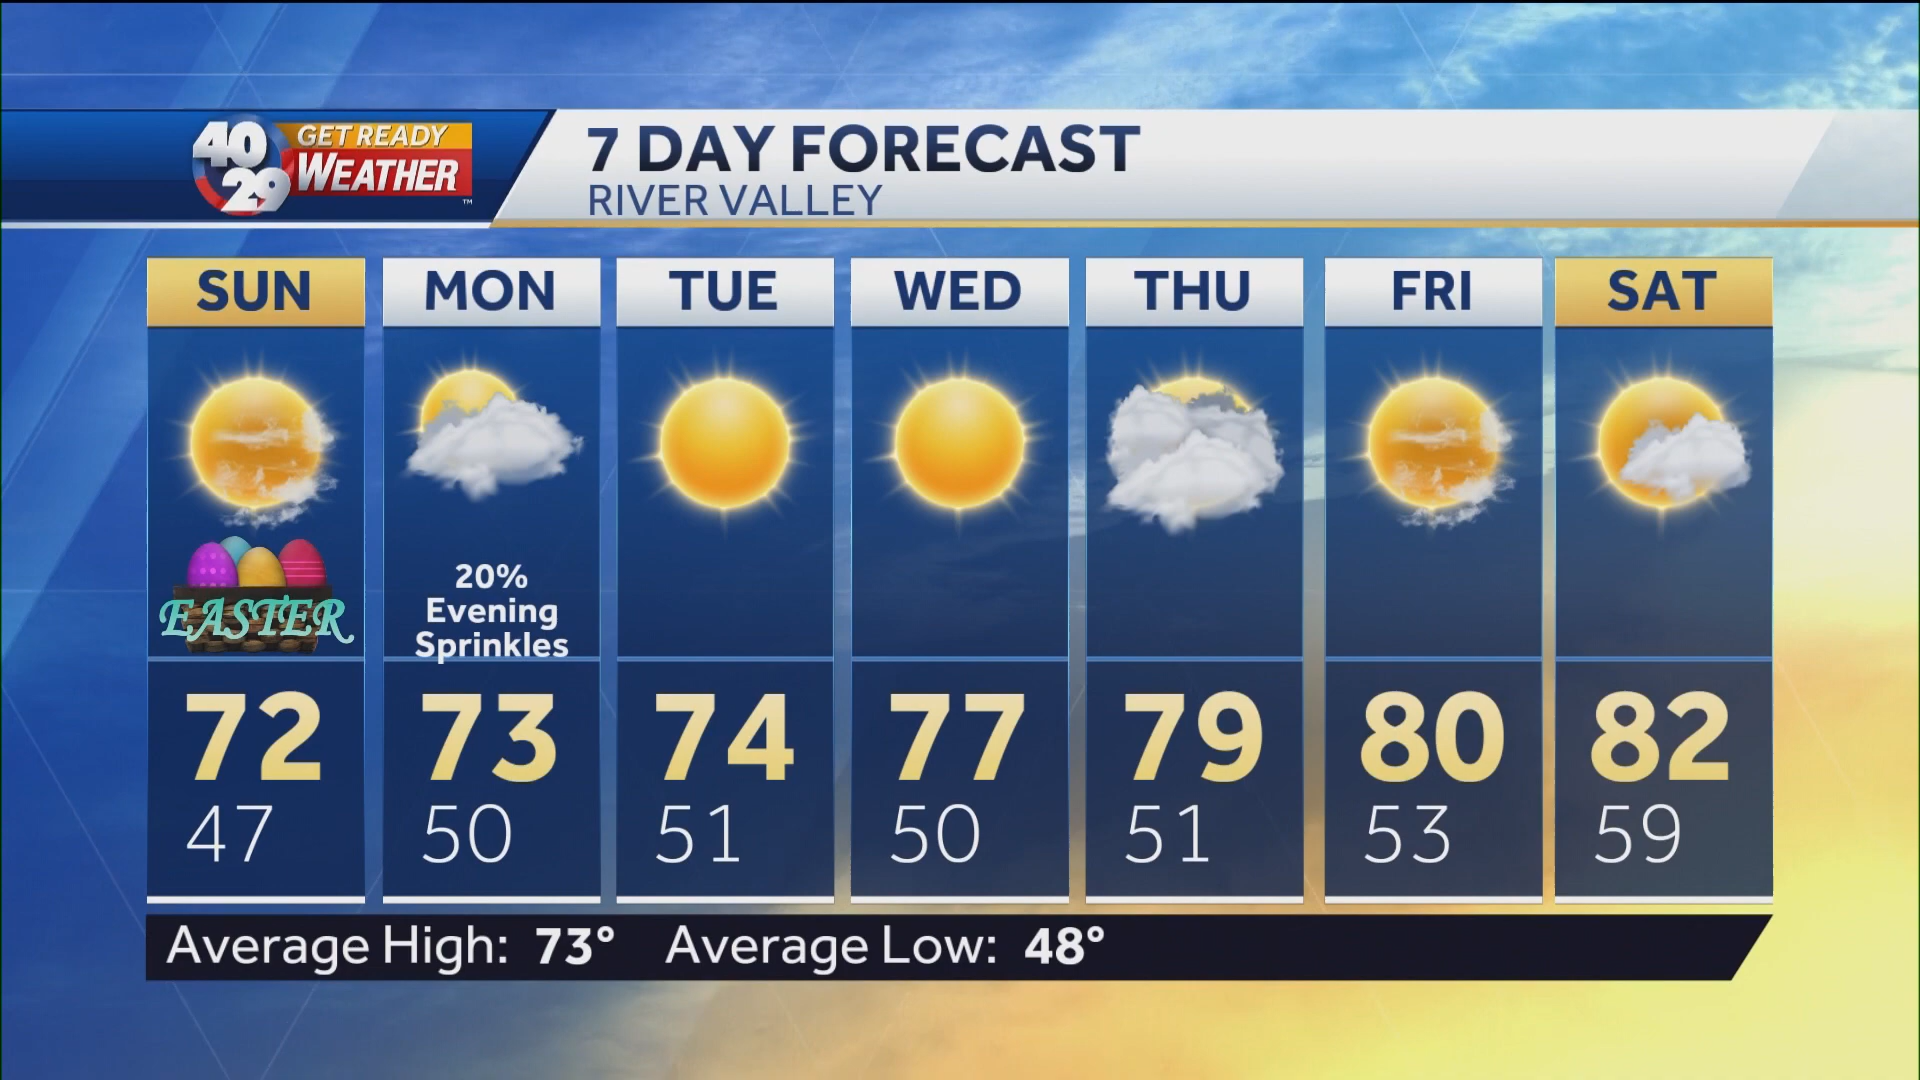 40
29
GET READY
WEATHER™
7 DAY FORECAST
RIVER VALLEY
SUN MON TUE WED THU FRI SAT
20%
Evening
Sprinkles
EASTER
72 73 74 77 79 80 82
47 50 51 50 51 53 59
Average High: 73° Average Low: 48°